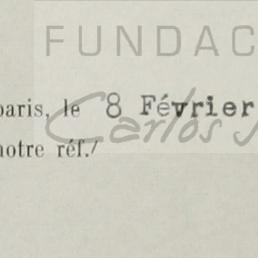 FUNDAC
paris, le 8 Février
Carlos
notre réf./